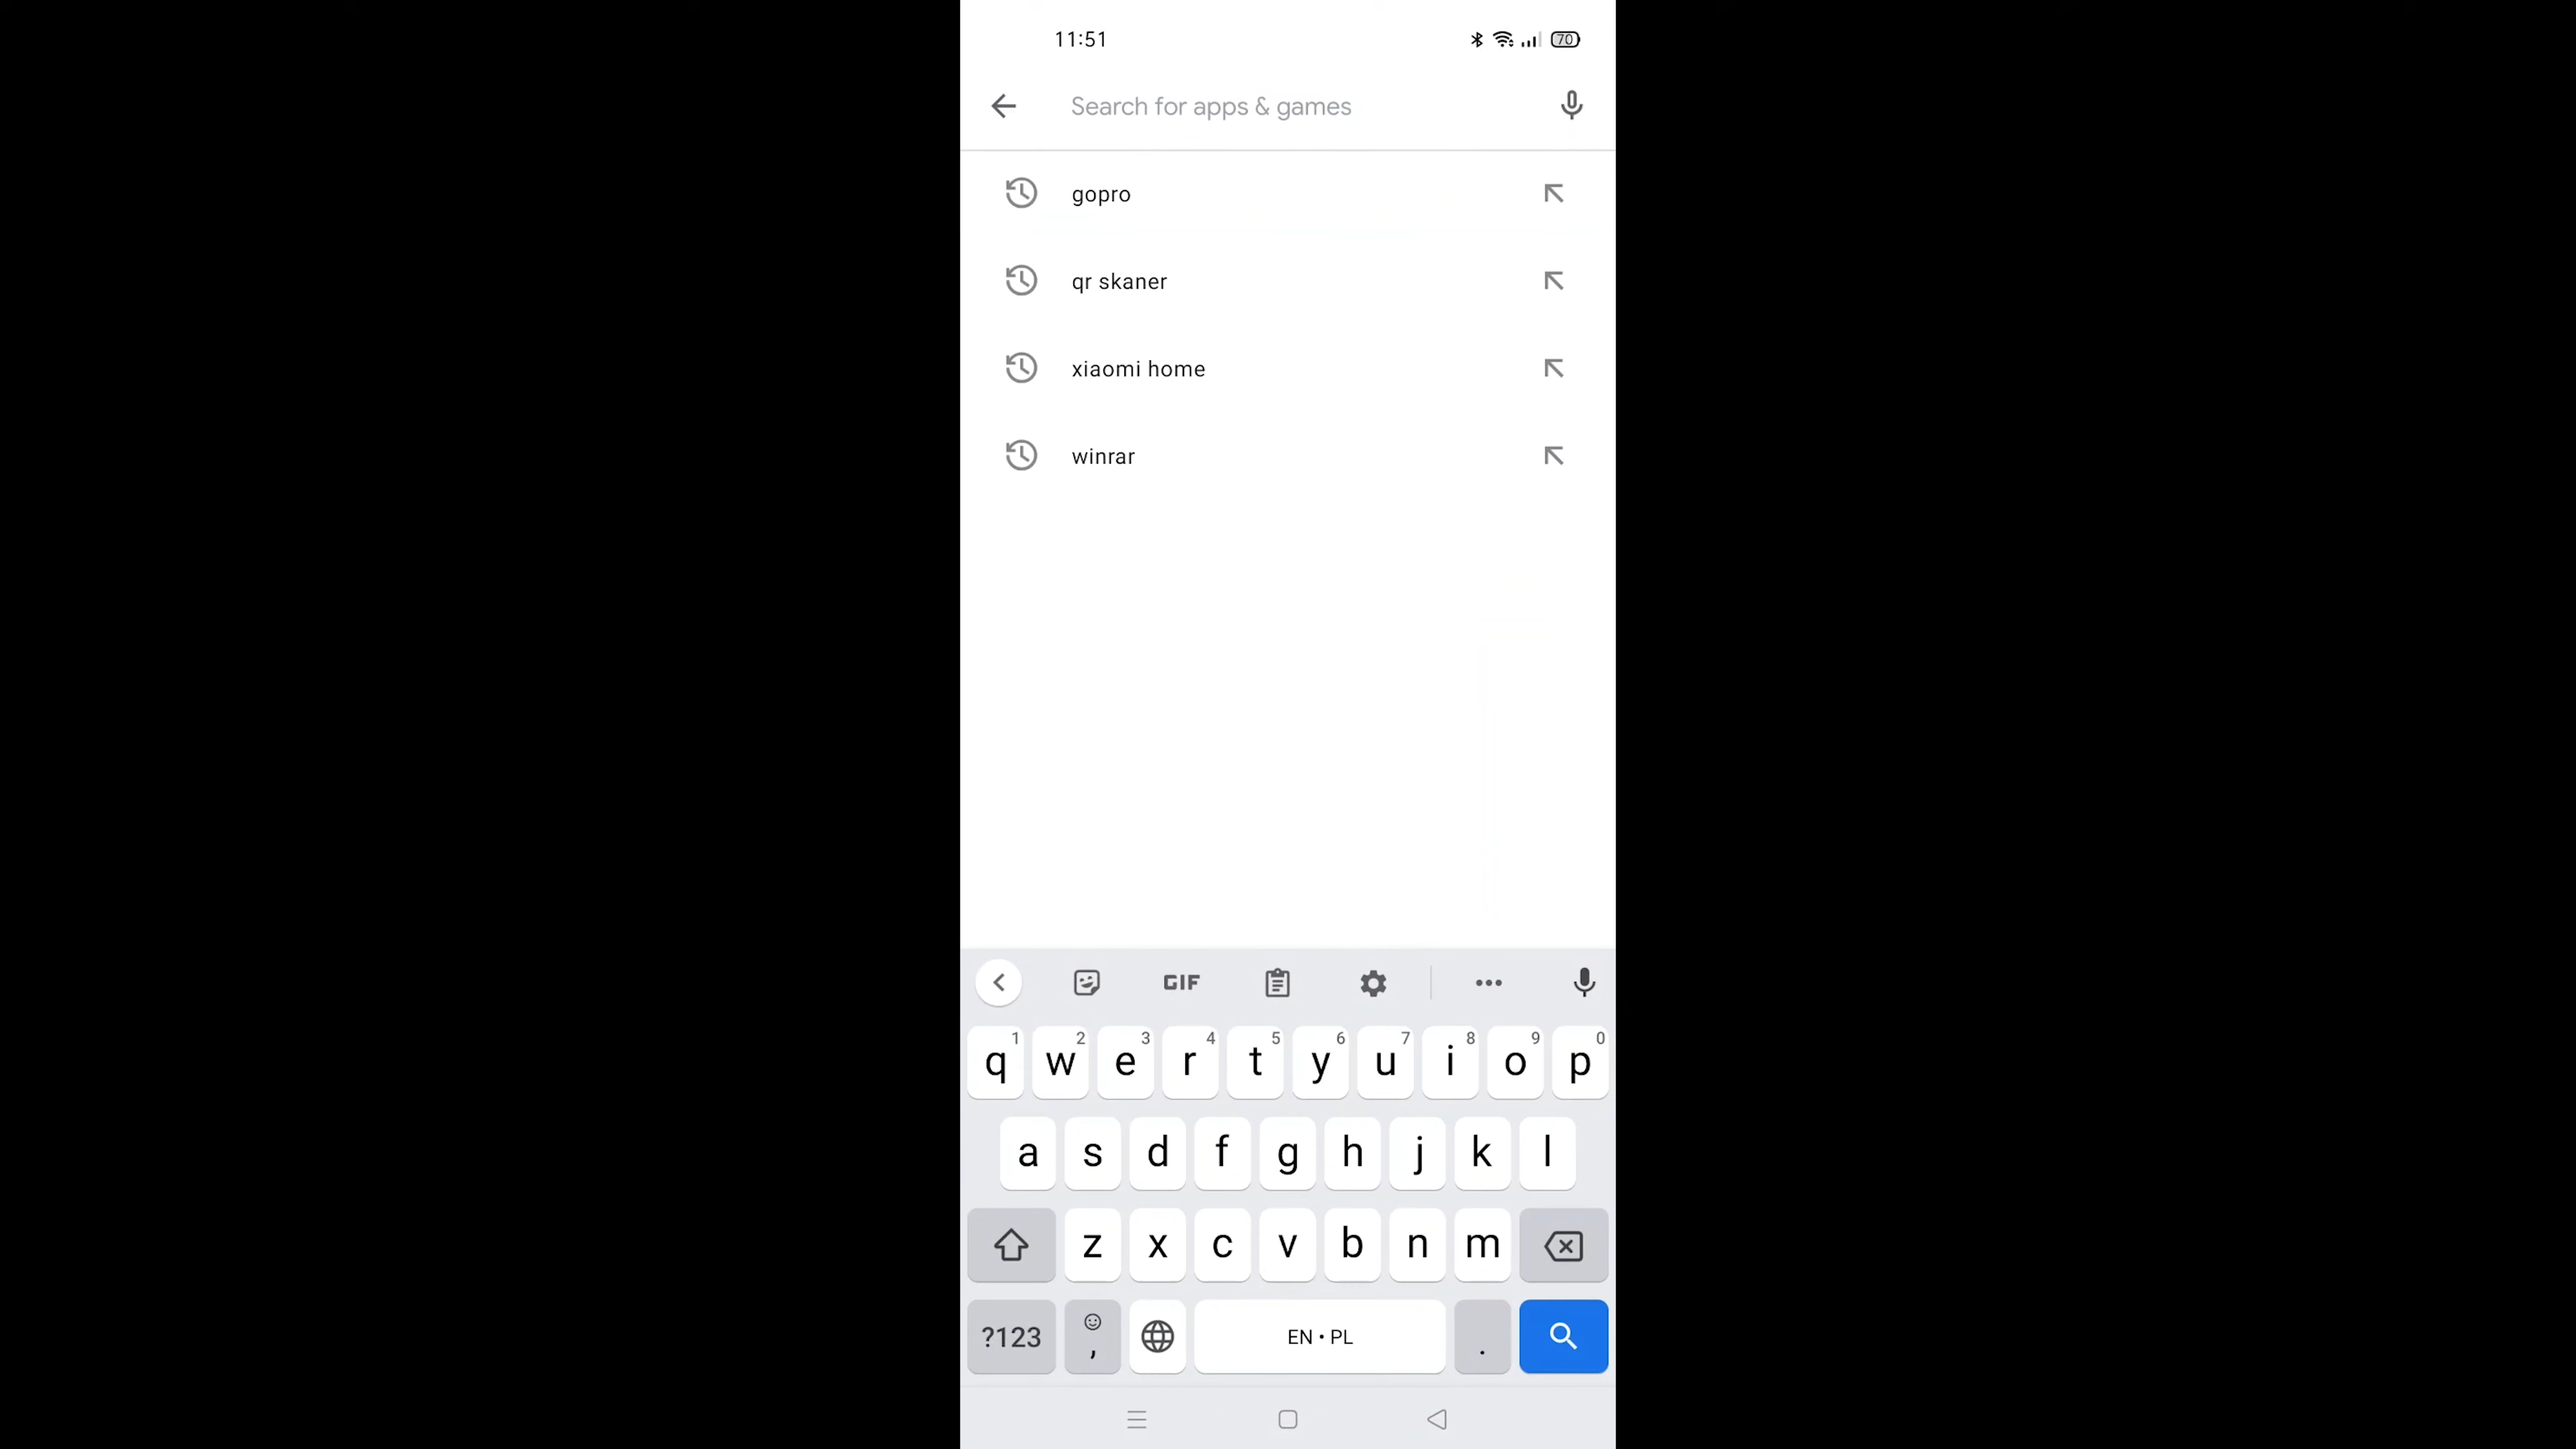 11:51
70
Search for apps & games
gopro
qr skaner
xiaomi home
winrar
GIF
1 2 3 4 5 6 7 8 9 0
q w e r t y u i o p
a s d f g h j k l
z x c v b n m
?123 , EN • PL .